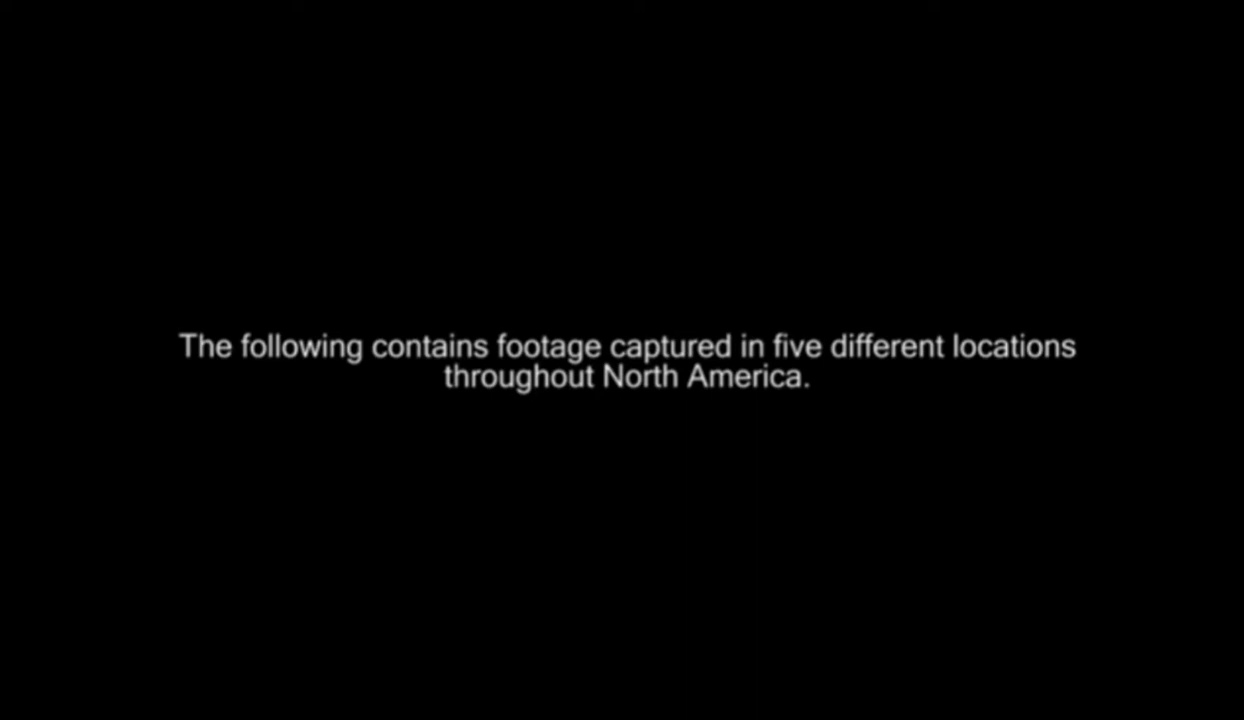 The following contains footage captured in five different locations
throughout North America.